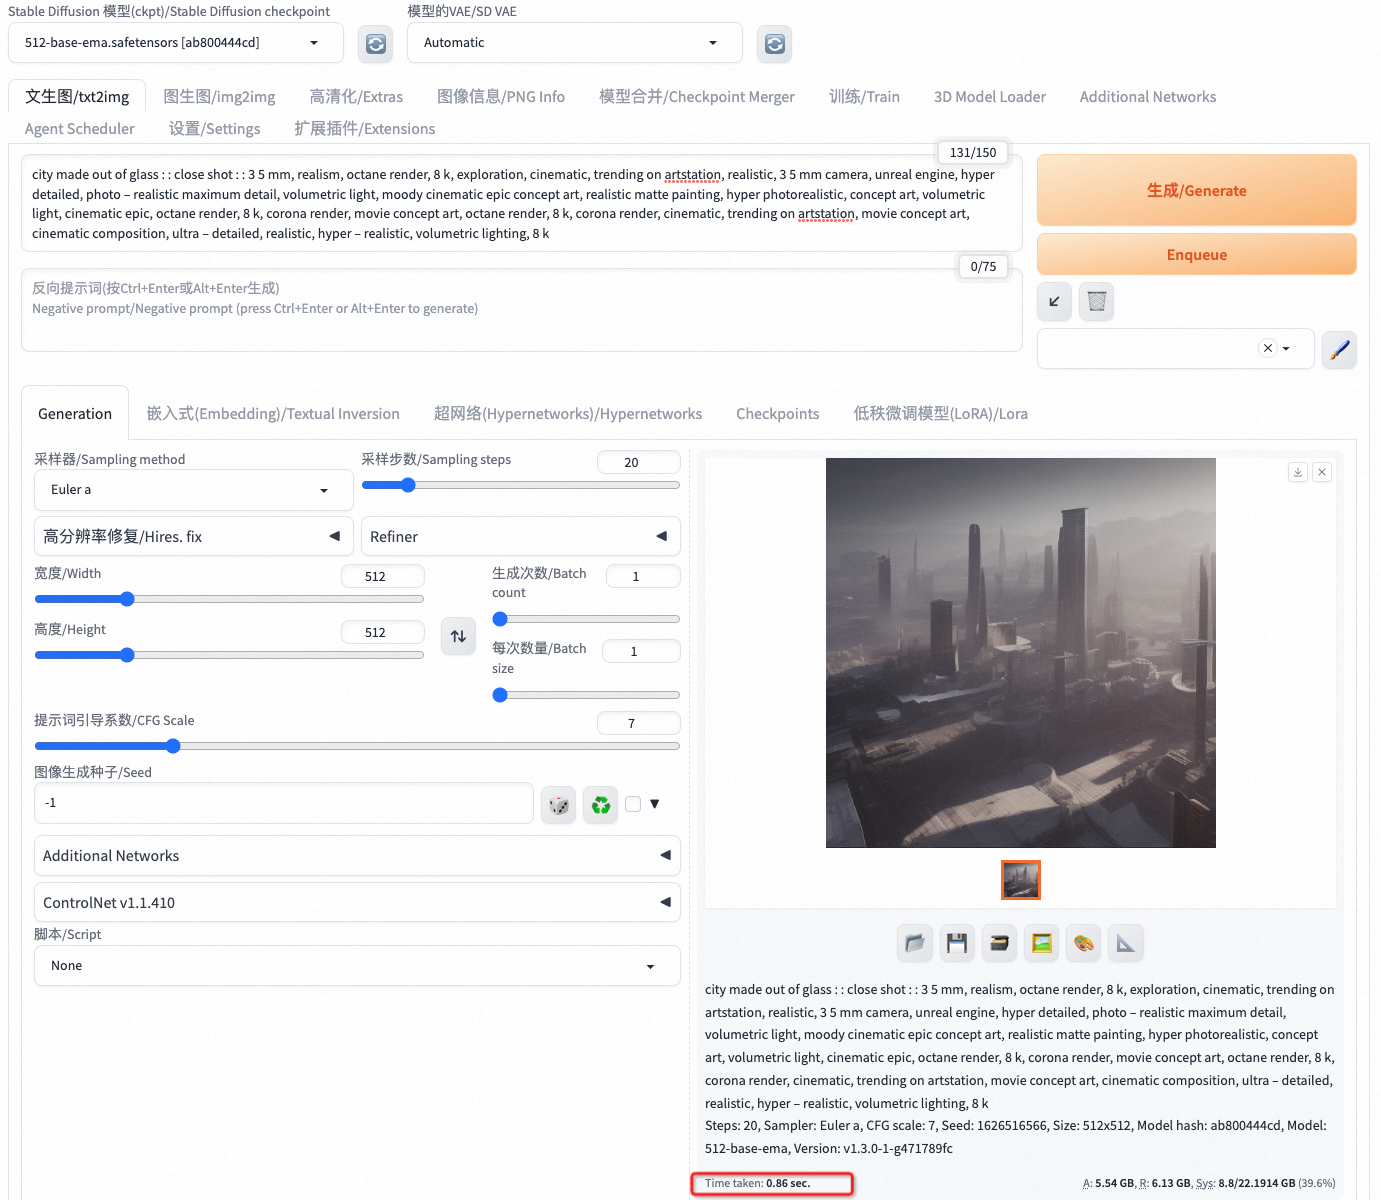 Stable Diffusion 模型(ckpt)/Stable Diffusion checkpoint
模型的VAE/SD VAE
512-base-ema.safetensors [ab800444cd]
Automatic
文生图/txt2img
图生图/img2img
高清化/Extras
图像信息/PNG Info
模型合并/Checkpoint Merger
训练/Train
3D Model Loader
Additional Networks
Agent Scheduler
设置/Settings
扩展插件/Extensions
131/150
city made out of glass : : close shot : : 3 5 mm, realism, octane render, 8 k, exploration, cinematic, trending on artstation, realistic, 3 5 mm camera, unreal engine, hyper
detailed, photo – realistic maximum detail, volumetric light, moody cinematic epic concept art, realistic matte painting, hyper photorealistic, concept art, volumetric
light, cinematic epic, octane render, 8 k, corona render, movie concept art, octane render, 8 k, corona render, cinematic, trending on artstation, movie concept art,
cinematic composition, ultra – detailed, realistic, hyper – realistic, volumetric lighting, 8 k
生成/Generate
Enqueue
0/75
反向提示词(按Ctrl+Enter或Alt+Enter生成)
Negative prompt/Negative prompt (press Ctrl+Enter or Alt+Enter to generate)
Generation
嵌入式(Embedding)/Textual Inversion
超网络(Hypernetworks)/Hypernetworks
Checkpoints
低秩微调模型(LoRA)/Lora
采样器/Sampling method
采样步数/Sampling steps
20
Euler a
高分辨率修复/Hires. fix
Refiner
宽度/Width
512
生成次数/Batch
count
1
高度/Height
512
每次数量/Batch
size
1
提示词引导系数/CFG Scale
7
图像生成种子/Seed
-1
Additional Networks
ControlNet v1.1.410
脚本/Script
None
city made out of glass : : close shot : : 3 5 mm, realism, octane render, 8 k, exploration, cinematic, trending on
artstation, realistic, 3 5 mm camera, unreal engine, hyper detailed, photo – realistic maximum detail,
volumetric light, moody cinematic epic concept art, realistic matte painting, hyper photorealistic, concept
art, volumetric light, cinematic epic, octane render, 8 k, corona render, movie concept art, octane render, 8 k,
corona render, cinematic, trending on artstation, movie concept art, cinematic composition, ultra – detailed,
realistic, hyper – realistic, volumetric lighting, 8 k
Steps: 20, Sampler: Euler a, CFG scale: 7, Seed: 1626516566, Size: 512x512, Model hash: ab800444cd, Model:
512-base-ema, Version: v1.3.0-1-g471789fc
Time taken: 0.86 sec.
A: 5.54 GB, R: 6.13 GB, Sys: 8.8/22.1914 GB (39.6%)